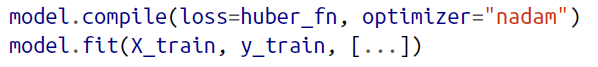 model.compile(loss=huber_fn, optimizer="nadam")
model.fit(X_train, y_train, [...])